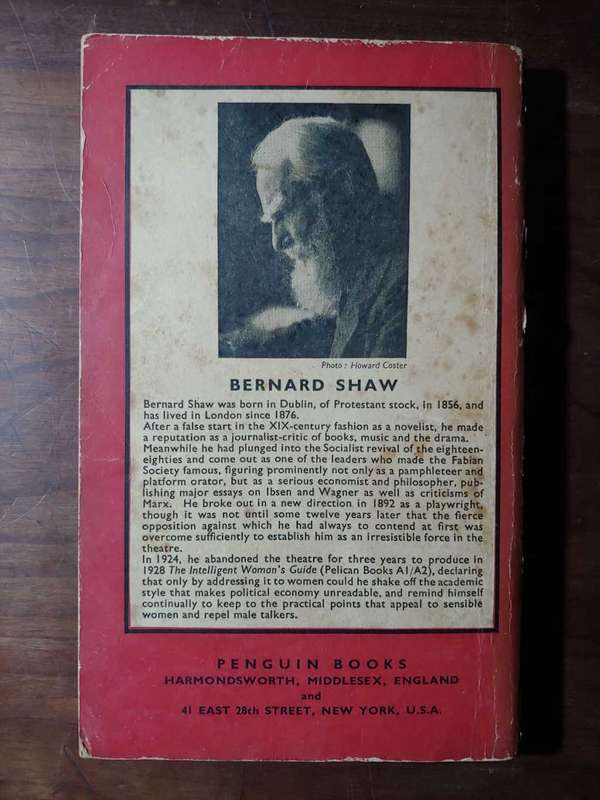 Photo : Howard Coster
BERNARD SHAW
Bernard Shaw was born in Dublin, of Protestant stock, in 1856, and
has lived in London since 1876.
After a false start in the XIX-century fashion as a novelist, he made
a reputation as a journalist-critic of books, music and the drama.
Meanwhile he had plunged into the Socialist revival of the eighteen-
eighties and come out as one of the leaders who made the Fabian
Society famous, figuring prominently not only as a pamphleteer and
platform orator, but as a serious economist and philosopher, pub-
lishing major essays on Ibsen and Wagner as well as criticisms of
Marx. He broke out in a new direction in 1892 as a playwright,
though it was not until some twelve years later that the fierce
opposition against which he had always to contend at first was
overcome sufficiently to establish him as an irresistible force in the
theatre.
In 1924, he abandoned the theatre for three years to produce in
1928 The Intelligent Woman's Guide (Pelican Books A1/A2), declaring
that only by addressing it to women could he shake off the academic
style that makes political economy unreadable, and remind himself
continually to keep to the practical points that appeal to sensible
women and repel male talkers.
PENGUIN BOOKS
HARMONDSWORTH, MIDDLESEX, ENGLAND
and
41 EAST 28th STREET, NEW YORK, U.S.A.